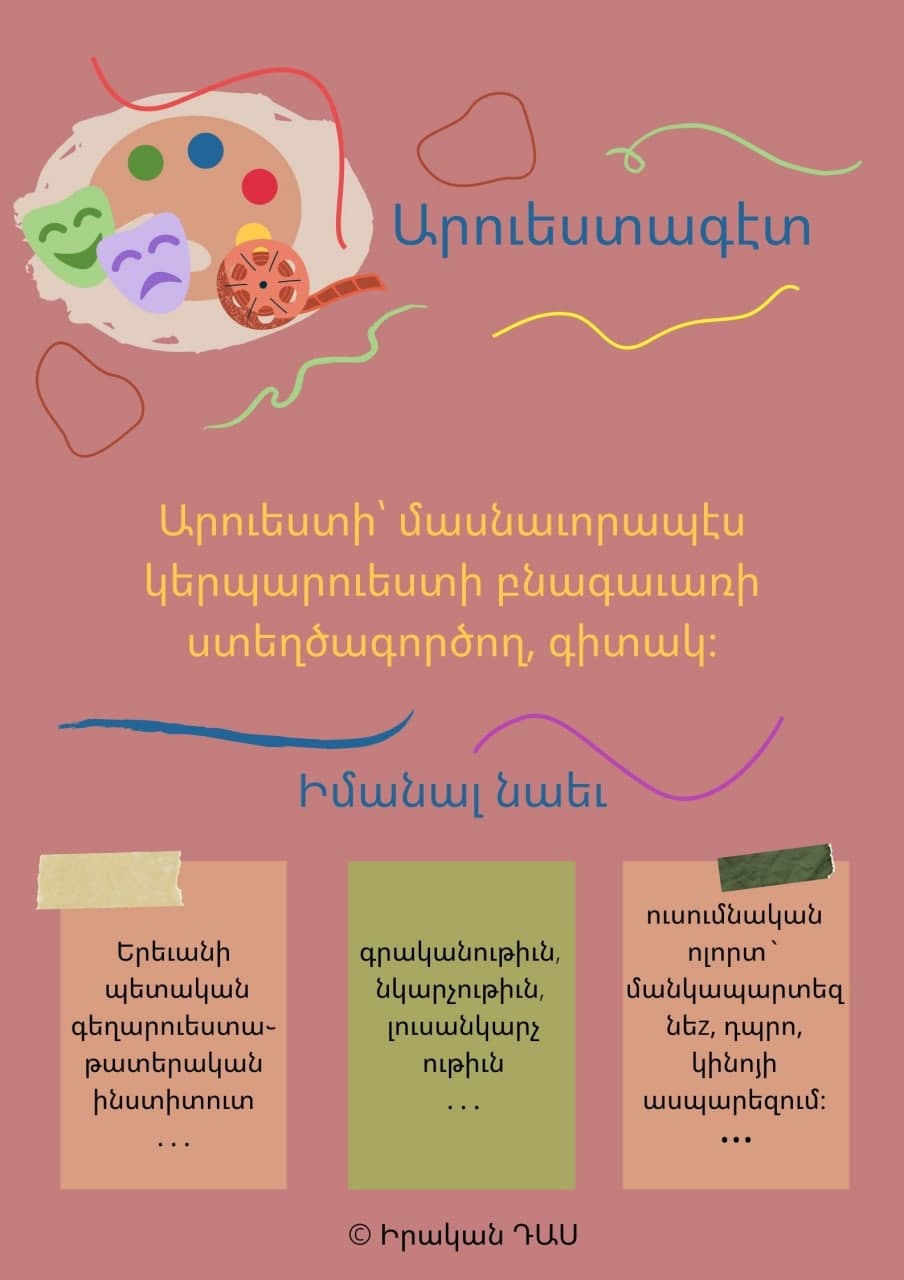 Արուեստագէտ
Արուեստի՝ մասնաւորապէս
կերպարուեստի բնագաւառի
ստեղծագործող, գիտակ:
Իմանալ նաեւ
Երեւանի
պետական
գեղարուեստա֊
թատերական
ինստիտուտ
...
գրականութիւն,
նկարչութիւն,
լուսանկարչ
ութիւն
...
ուսումնական
ոլորտ`
մանկապարտեզ
նեz, դպրո,
կինոյի
ասպարեզում:
...
© Իրական ԴԱՍ